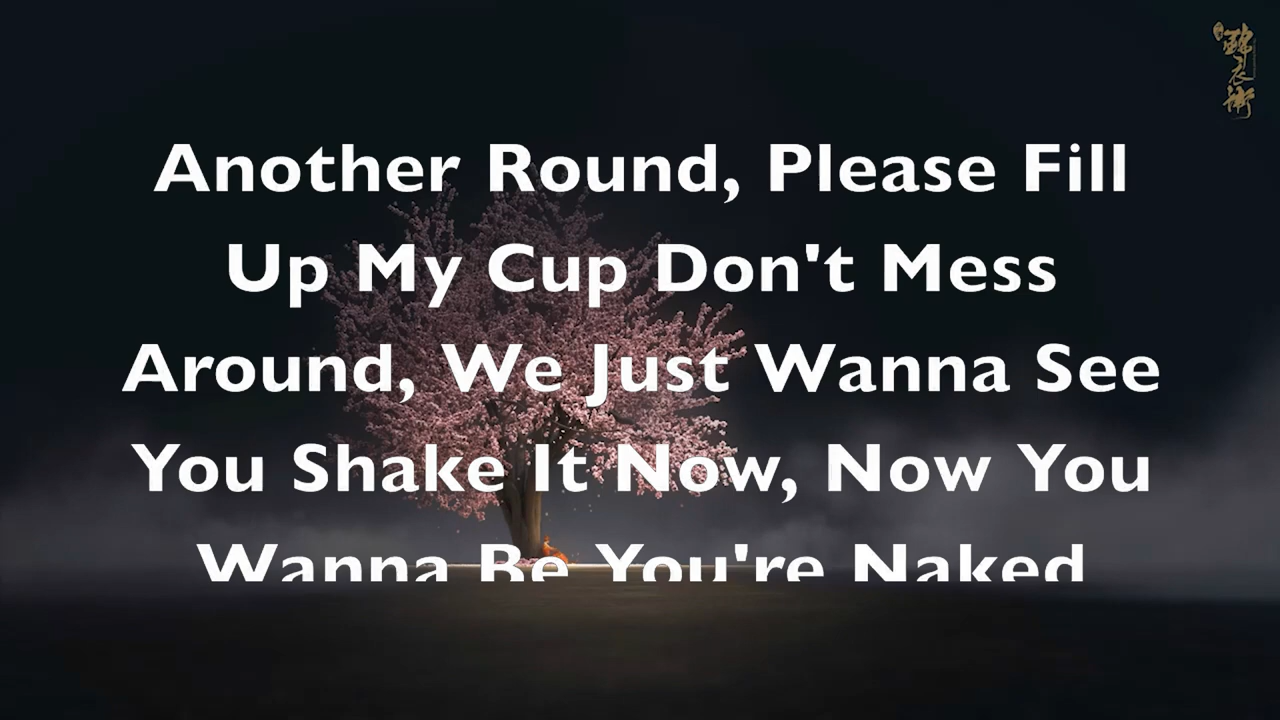 Another Round, Please Fill
Up My Cup Don't Mess
Around, We Just Wanna See
You Shake It Now, Now You
Wanna Be You're Naked